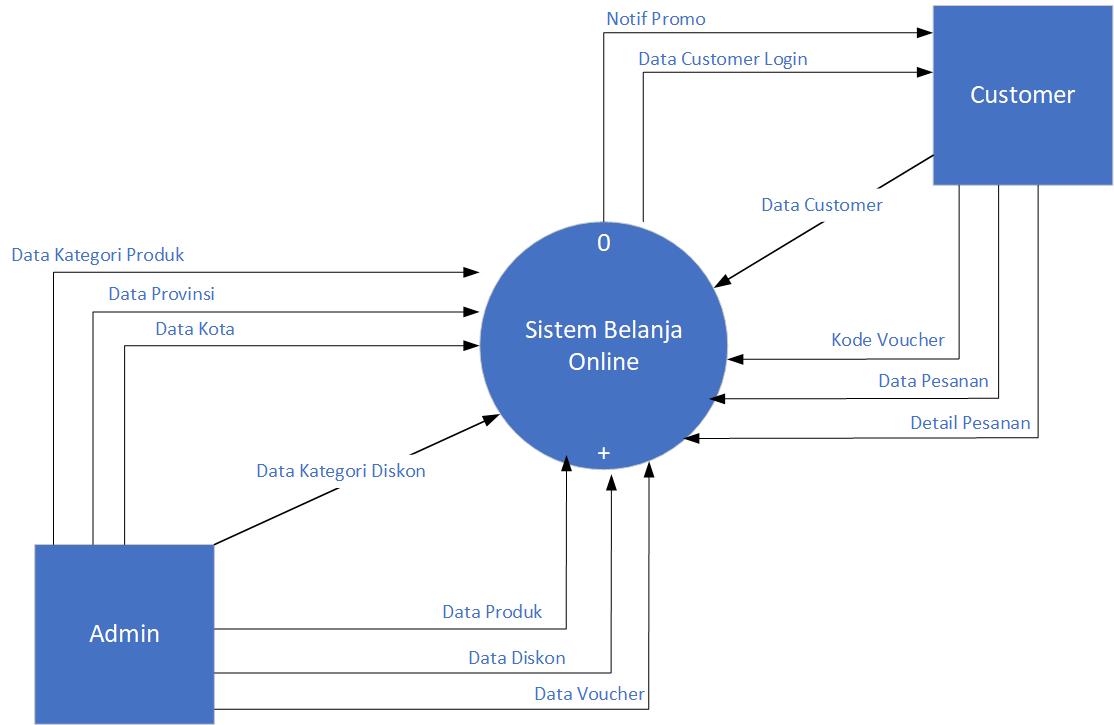 Notif Promo
Data Customer Login
Customer
Data Customer
0
Data Kategori Produk
Data Provinsi
Data Kota
Sistem Belanja
Online
Kode Voucher
Data Pesanan
Detail Pesanan
+
Data Kategori Diskon
Data Produk
Admin
Data Diskon
Data Voucher